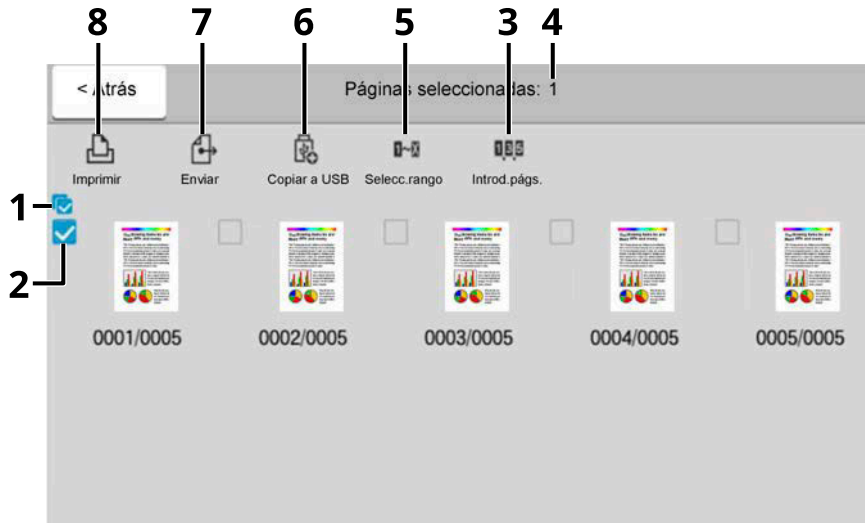 8 7 6 5 3 4
< Atrás Páginas seleccionadas: 1
Imprimir Enviar Copiar a USB Selecc.rango Introd.págs.
1
2
0001/0005 0002/0005 0003/0005 0004/0005 0005/0005